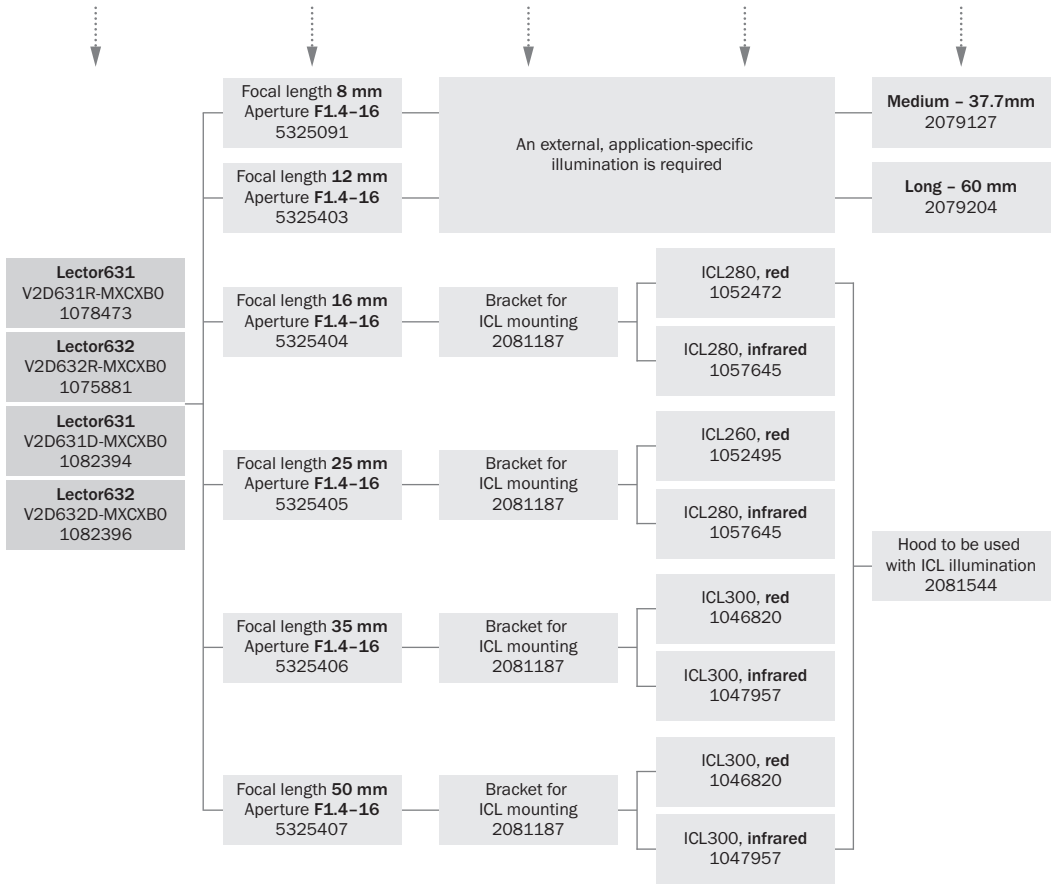 Lector631
V2D631R-MXCXB0
1078473
Lector632
V2D632R-MXCXB0
1075881
Lector631
V2D631D-MXCXB0
1082394
Lector632
V2D632D-MXCXB0
1082396
Focal length 8 mm
Aperture F1.4–16
5325091
Focal length 12 mm
Aperture F1.4–16
5325403
An external, application-specific
illumination is required
Medium – 37.7mm
2079127
Long – 60 mm
2079204
Focal length 16 mm
Aperture F1.4–16
5325404
Bracket for
ICL mounting
2081187
ICL280, red
1052472
ICL280, infrared
1057645
Focal length 25 mm
Aperture F1.4–16
5325405
Bracket for
ICL mounting
2081187
ICL260, red
1052495
ICL280, infrared
1057645
Focal length 35 mm
Aperture F1.4–16
5325406
Bracket for
ICL mounting
2081187
ICL300, red
1046820
ICL300, infrared
1047957
Focal length 50 mm
Aperture F1.4–16
5325407
Bracket for
ICL mounting
2081187
ICL300, red
1046820
ICL300, infrared
1047957
Hood to be used
with ICL illumination
2081544